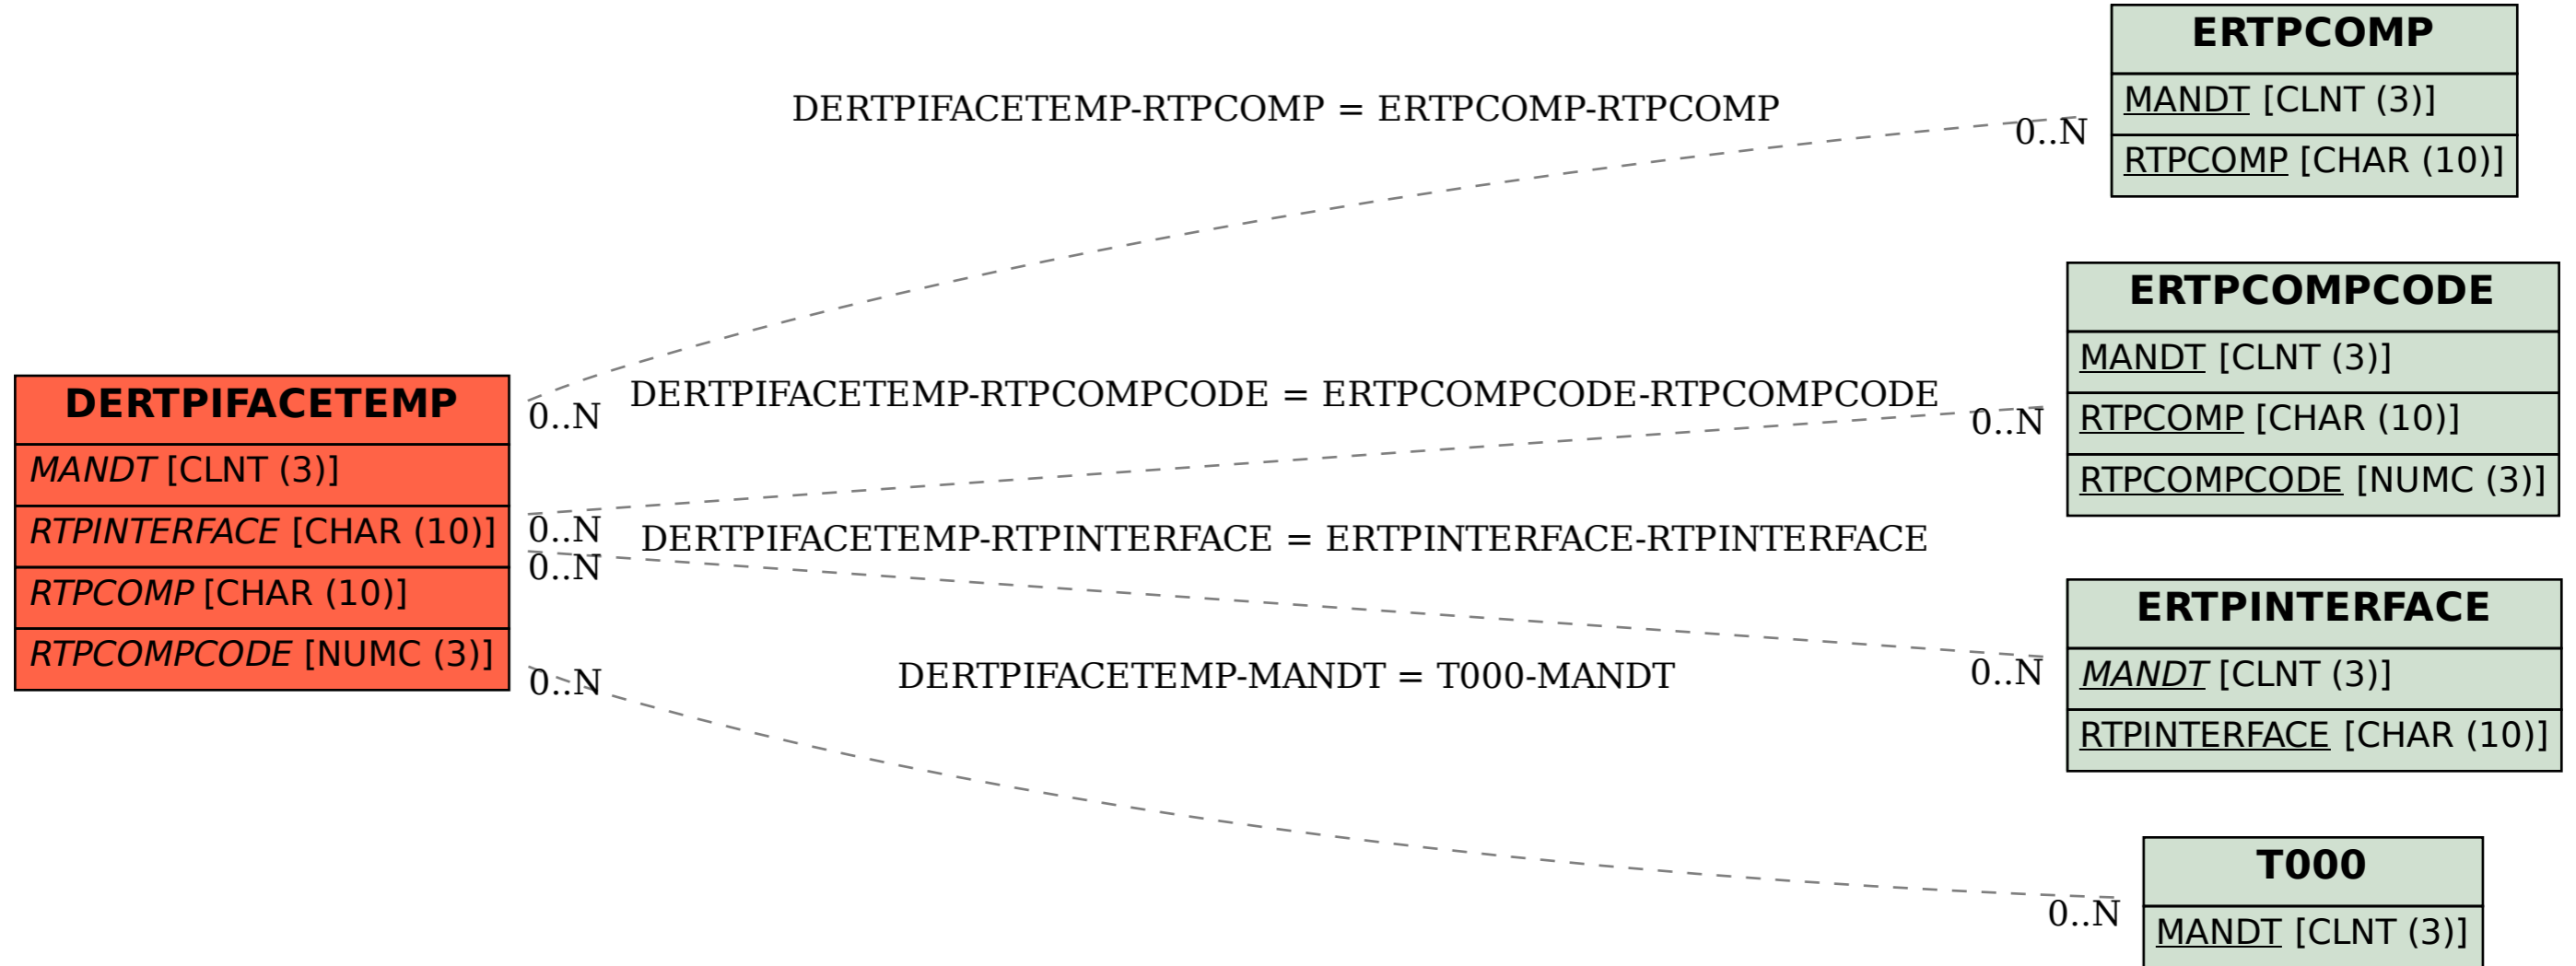 ERTPCOMP
MANDT [CLNT (3)]
RTPCOMP [CHAR (10)]
DERTPIFACETEMP-RTPCOMP = ERTPCOMP-RTPCOMP
0..N
0..N
ERTPCOMPCODE
MANDT [CLNT (3)]
RTPCOMP [CHAR (10)]
RTPCOMPCODE [NUMC (3)]
DERTPIFACETEMP-RTPCOMPCODE = ERTPCOMPCODE-RTPCOMPCODE
0..N
0..N
DERTPIFACETEMP
MANDT [CLNT (3)]
RTPINTERFACE [CHAR (10)]
RTPCOMP [CHAR (10)]
RTPCOMPCODE [NUMC (3)]
DERTPIFACETEMP-RTPINTERFACE = ERTPINTERFACE-RTPINTERFACE
0..N
0..N
ERTPINTERFACE
MANDT [CLNT (3)]
RTPINTERFACE [CHAR (10)]
DERTPIFACETEMP-MANDT = T000-MANDT
0..N
0..N
T000
MANDT [CLNT (3)]